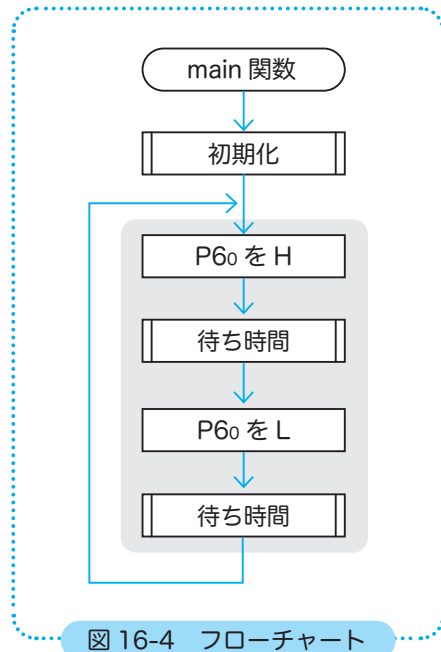 main 関数
初期化
P60 を H
待ち時間
P60 を L
待ち時間
図 16-4 フローチャート